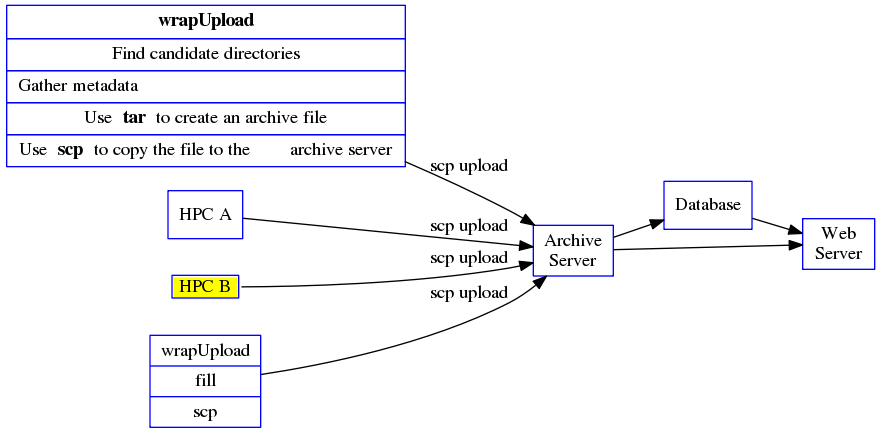 wrapUpload
Find candidate directories
Gather metadata
Use tar to create an archive file
Use scp to copy the file to the archive server
scp upload
HPC A
scp upload
HPC B
scp upload
scp upload
wrapUpload
fill
scp
Archive
Server
Database
Web
Server